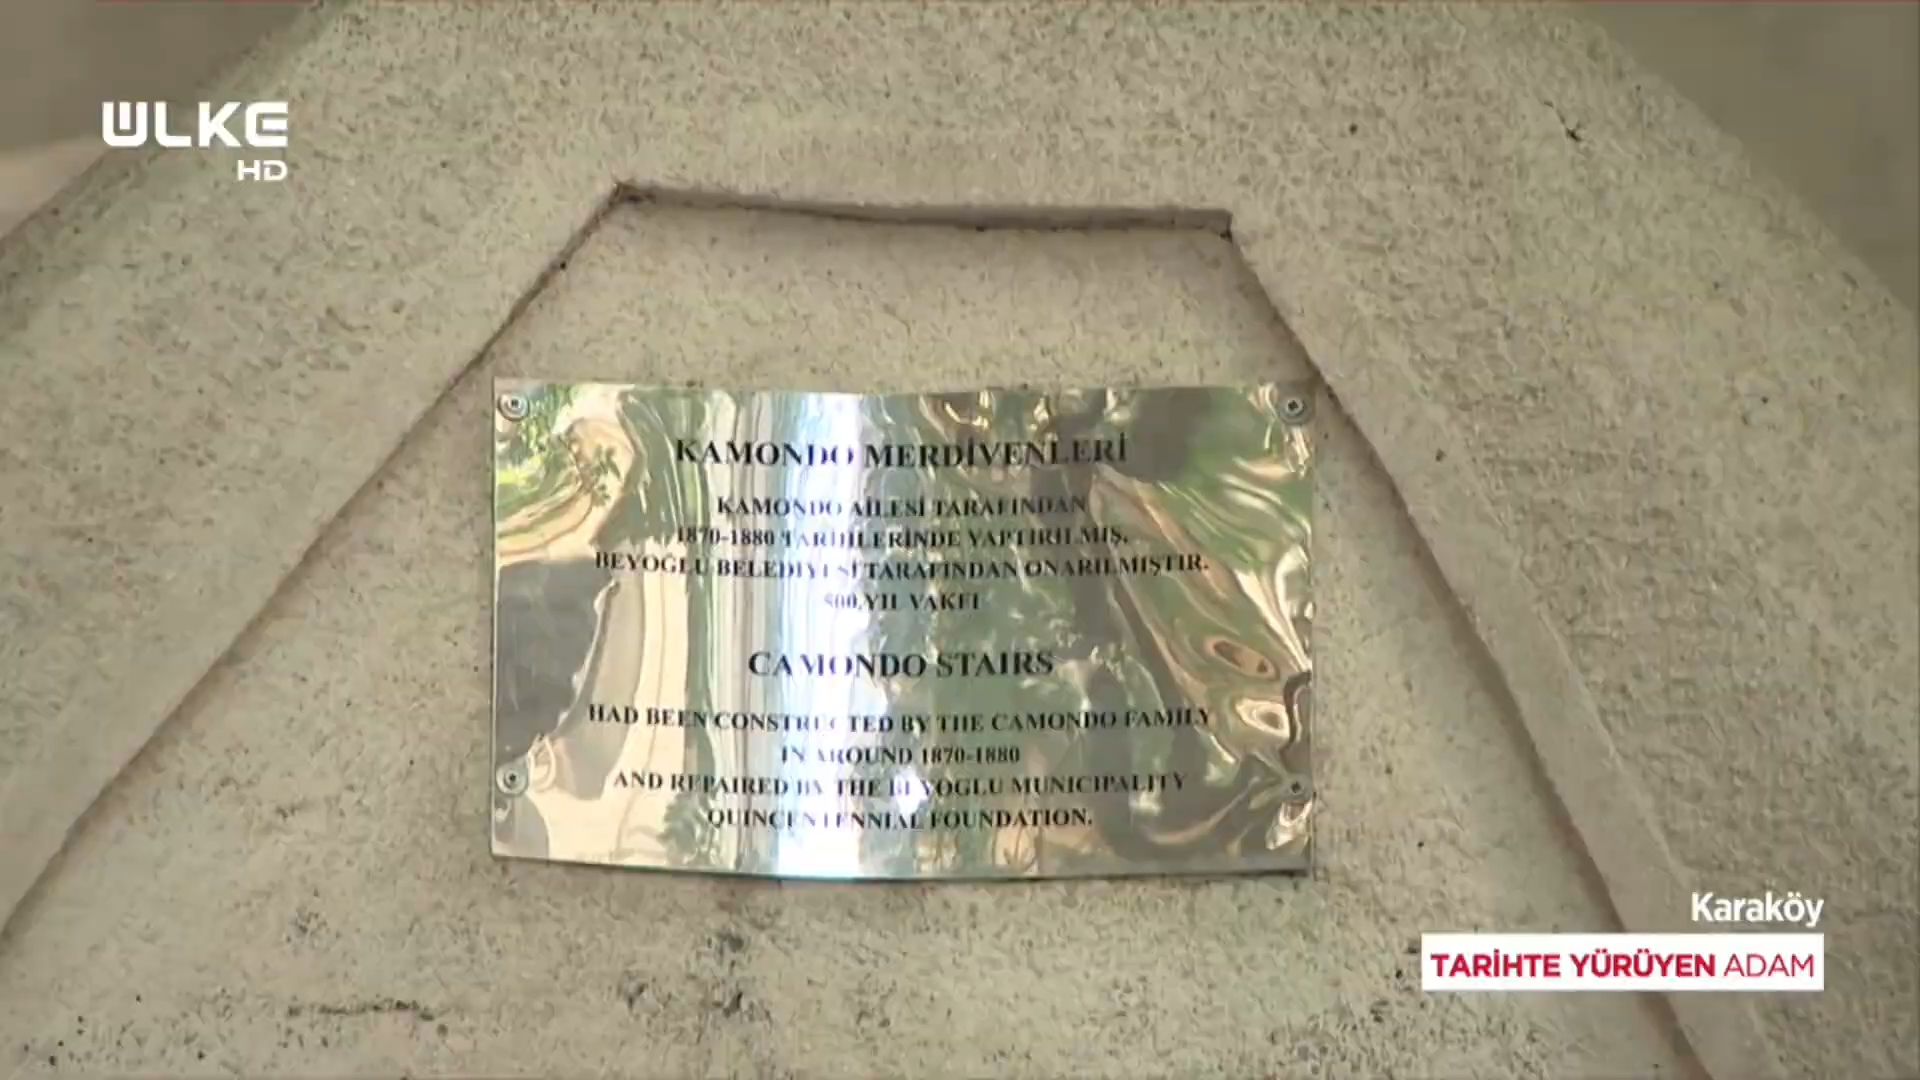 ÜLKE
HD
KAMONDO MERDİVENLERİ
KAMONDO AİLESİ TARAFINDAN
1870-1880 TARİHLERİNDE YAPTIRILMIŞ,
BEYOĞLU BELEDİYESİ TARAFINDAN ONARILMIŞTIR.
500.YIL VAKFI
CAMONDO STAIRS
HAD BEEN CONSTRUCTED BY THE CAMONDO FAMILY
IN AROUND 1870-1880
AND REPAIRED BY THE BEYOGLU MUNICIPALITY
QUINCENTENNIAL FOUNDATION.
Karaköy
TARİHTE YÜRÜYEN ADAM